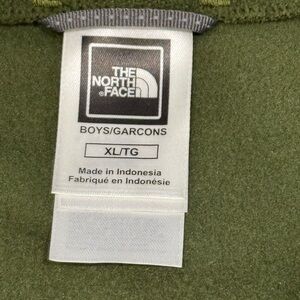 THE
NORTH
FACE
BOYS/GARCONS
XL/TG
Made in Indonesia
Fabriqué en Indonésie